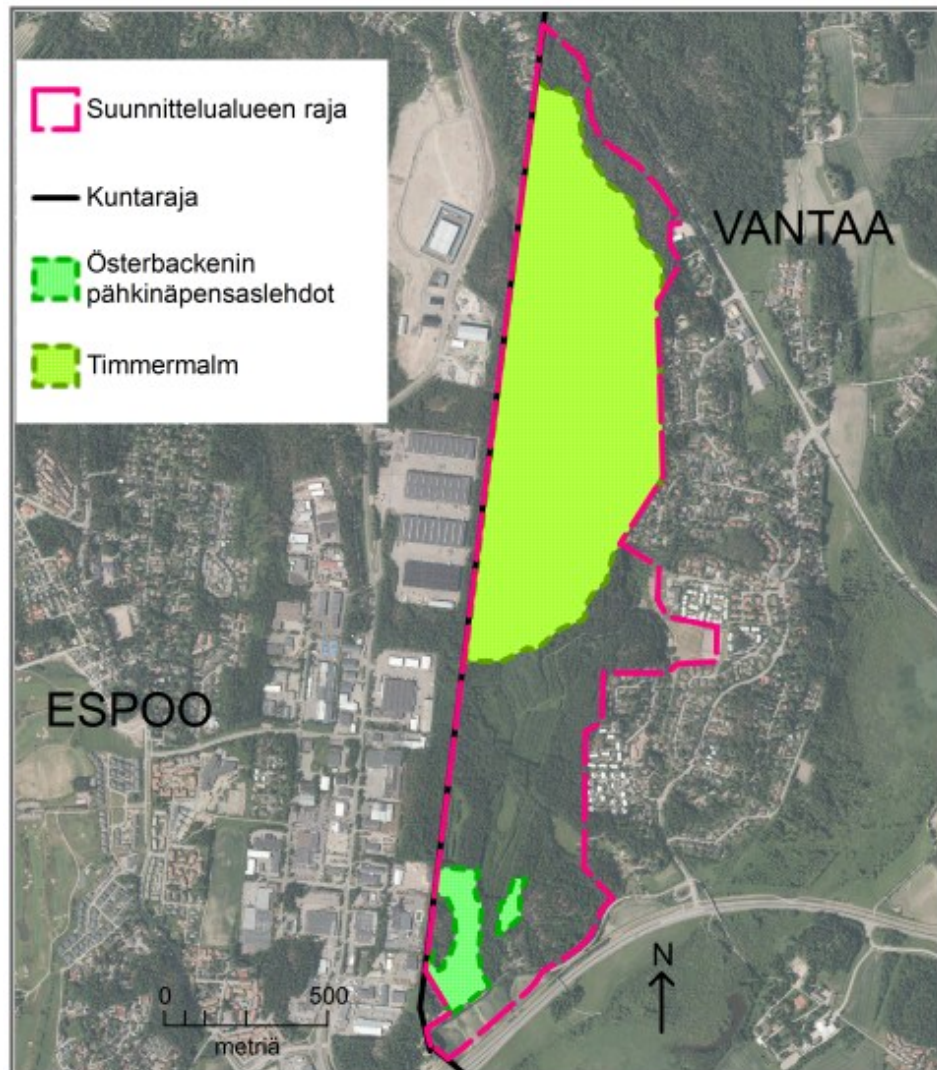 Suunnittelualueen raja
Kuntaraja
Österbackenin
pähkinäpensaslehdot
Timmermalm
VANTAA
ESPOO
0 500
metriä
N